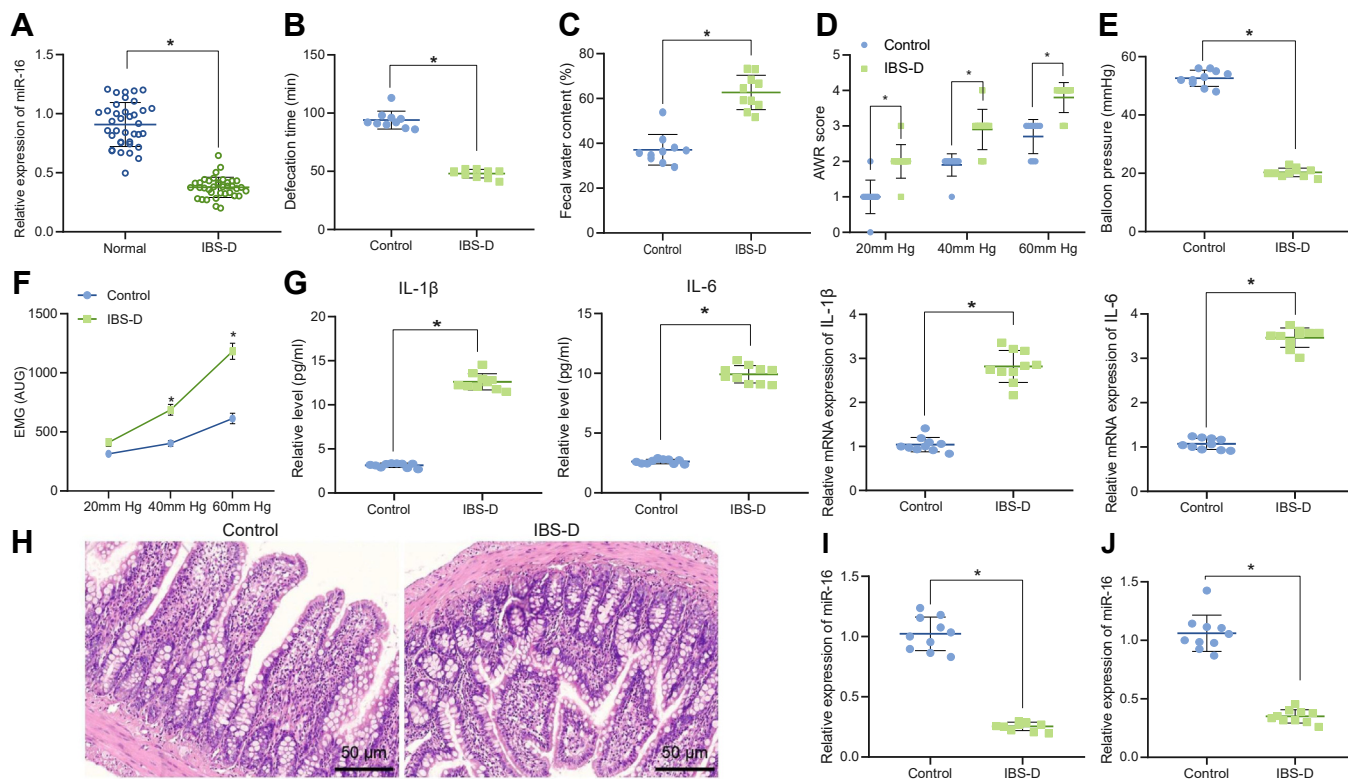 A
Relative expression of miR-16
1.5
1.0
0.5
0.0
*
Normal
IBS-D
B
Defecation time (min)
150
100
50
0
*
Control
IBS-D
C
Fecal water content (%)
80
60
40
20
0
*
Control
IBS-D
D
Control
IBS-D
AWR score
5
4
3
2
1
0
*
*
*
20mm Hg
40mm Hg
60mm Hg
E
Balloon pressure (mmHg)
60
40
20
0
*
Control
IBS-D
F
Control
IBS-D
EMG (AUG)
1500
1000
500
0
*
*
20mm Hg
40mm Hg
60mm Hg
G
IL-1β
Relative level (pg/ml)
20
15
10
5
0
*
Control
IBS-D
IL-6
Relative level (pg/ml)
15
10
5
0
*
Control
IBS-D
Relative mRNA expression of IL-1β
4
3
2
1
0
*
Control
IBS-D
Relative mRNA expression of IL-6
4
3
2
1
0
*
Control
IBS-D
H
Control
IBS-D
50 μm
50 μm
I
Relative expression of miR-16
1.5
1.0
0.5
0.0
*
Control
IBS-D
J
Relative expression of miR-16
1.5
1.0
0.5
0.0
*
Control
IBS-D